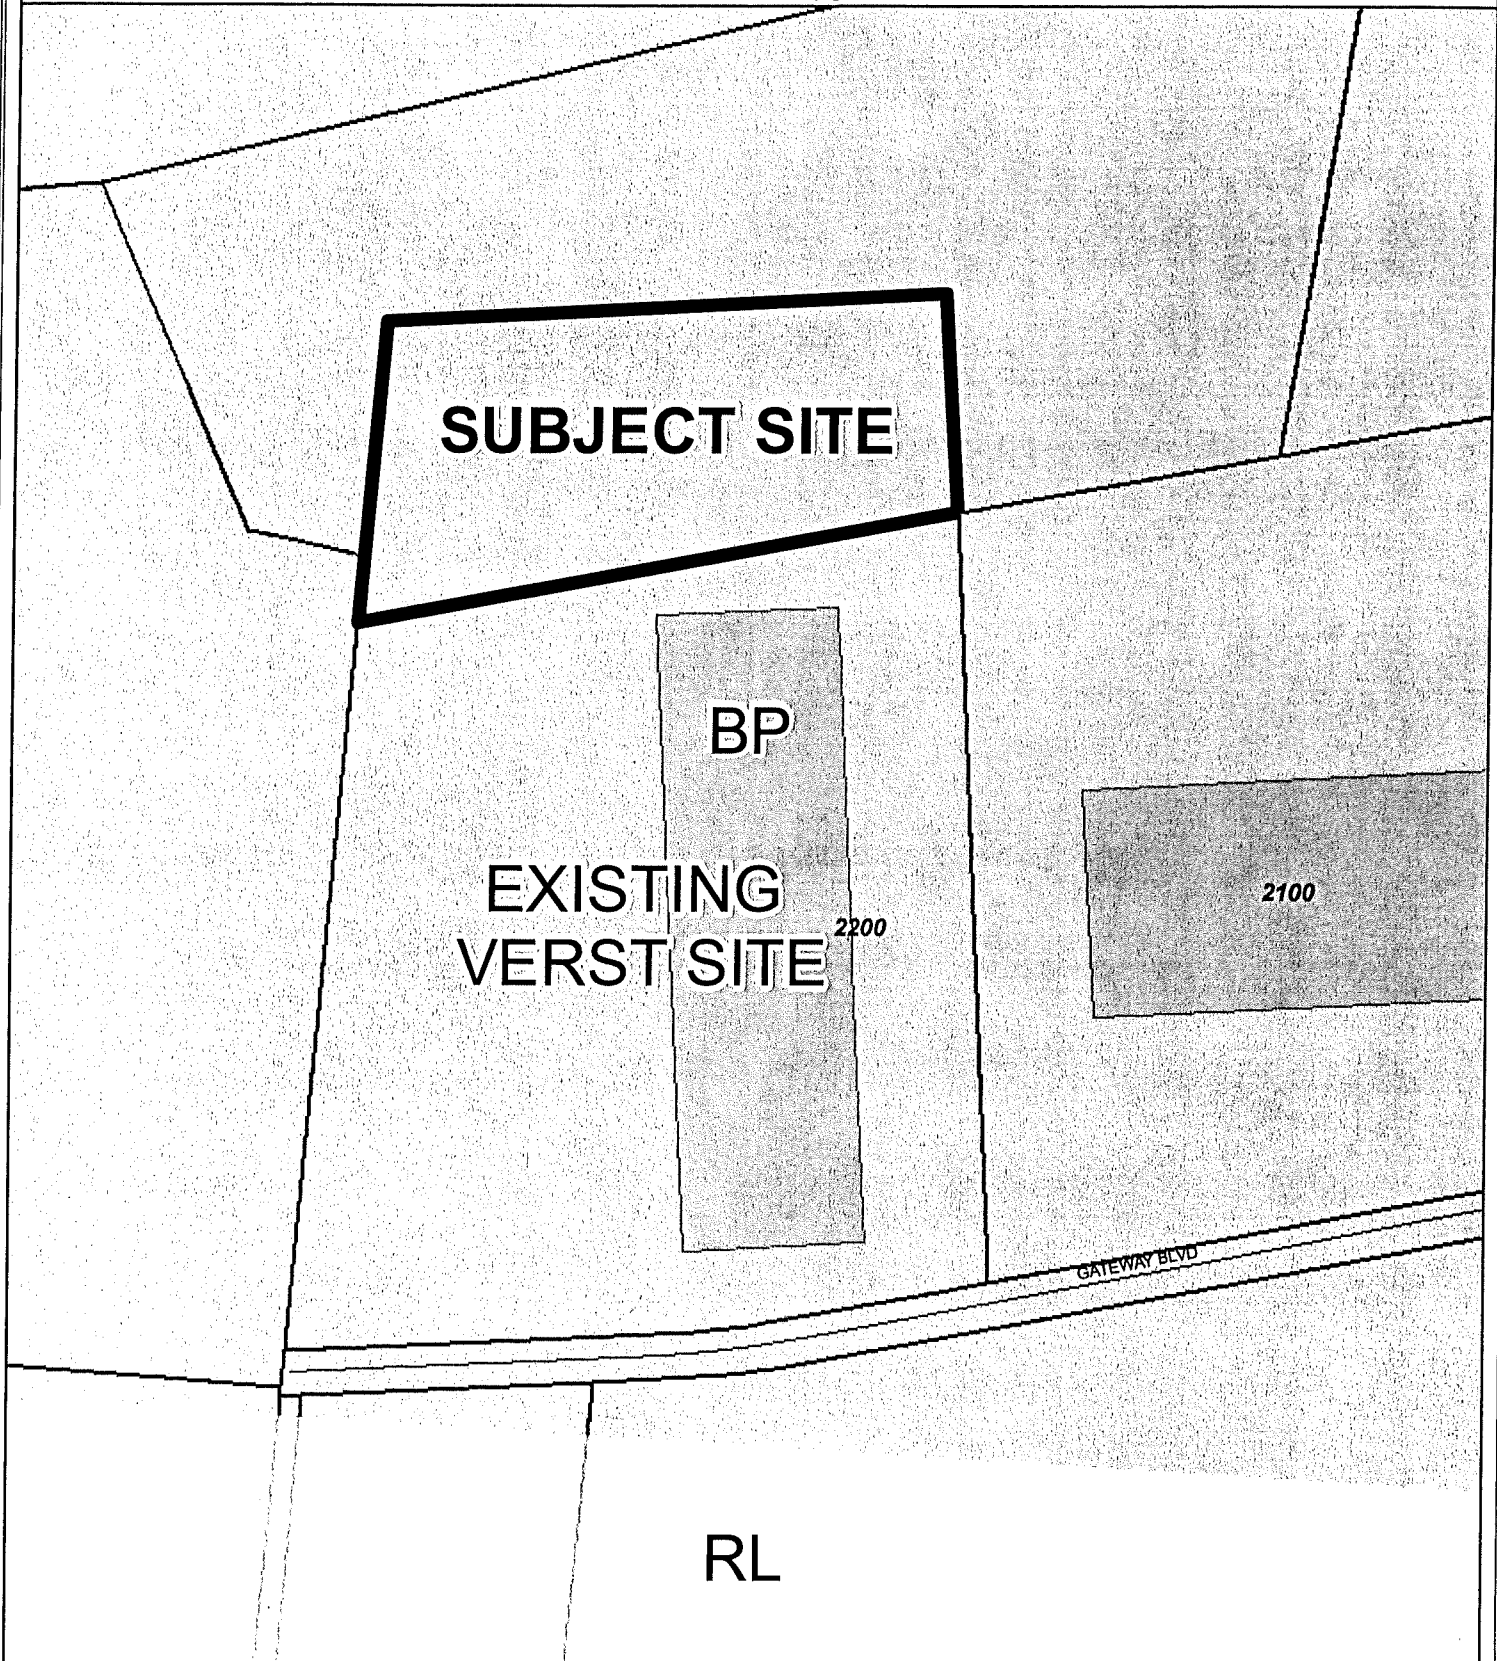 SUBJECT SITE
BP
EXISTING
VERST SITE
2200
2100
GATEWAY BLVD
RL